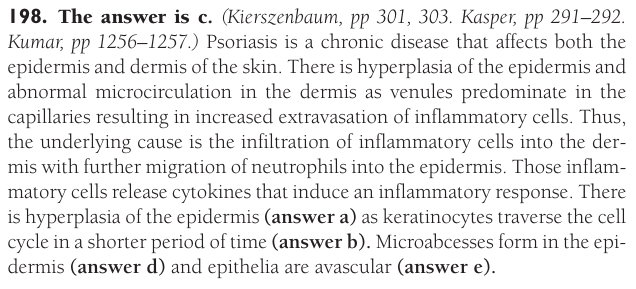 198. The answer is c. (Kierszenbaum, pp 301, 303. Kasper, pp 291–292.
Kumar, pp 1256–1257.) Psoriasis is a chronic disease that affects both the
epidermis and dermis of the skin. There is hyperplasia of the epidermis and
abnormal microcirculation in the dermis as venules predominate in the
capillaries resulting in increased extravasation of inflammatory cells. Thus,
the underlying cause is the infiltration of inflammatory cells into the der-
mis with further migration of neutrophils into the epidermis. Those inflam-
matory cells release cytokines that induce an inflammatory response. There
is hyperplasia of the epidermis (answer a) as keratinocytes traverse the cell
cycle in a shorter period of time (answer b). Microabcesses form in the epi-
dermis (answer d) and epithelia are avascular (answer e).